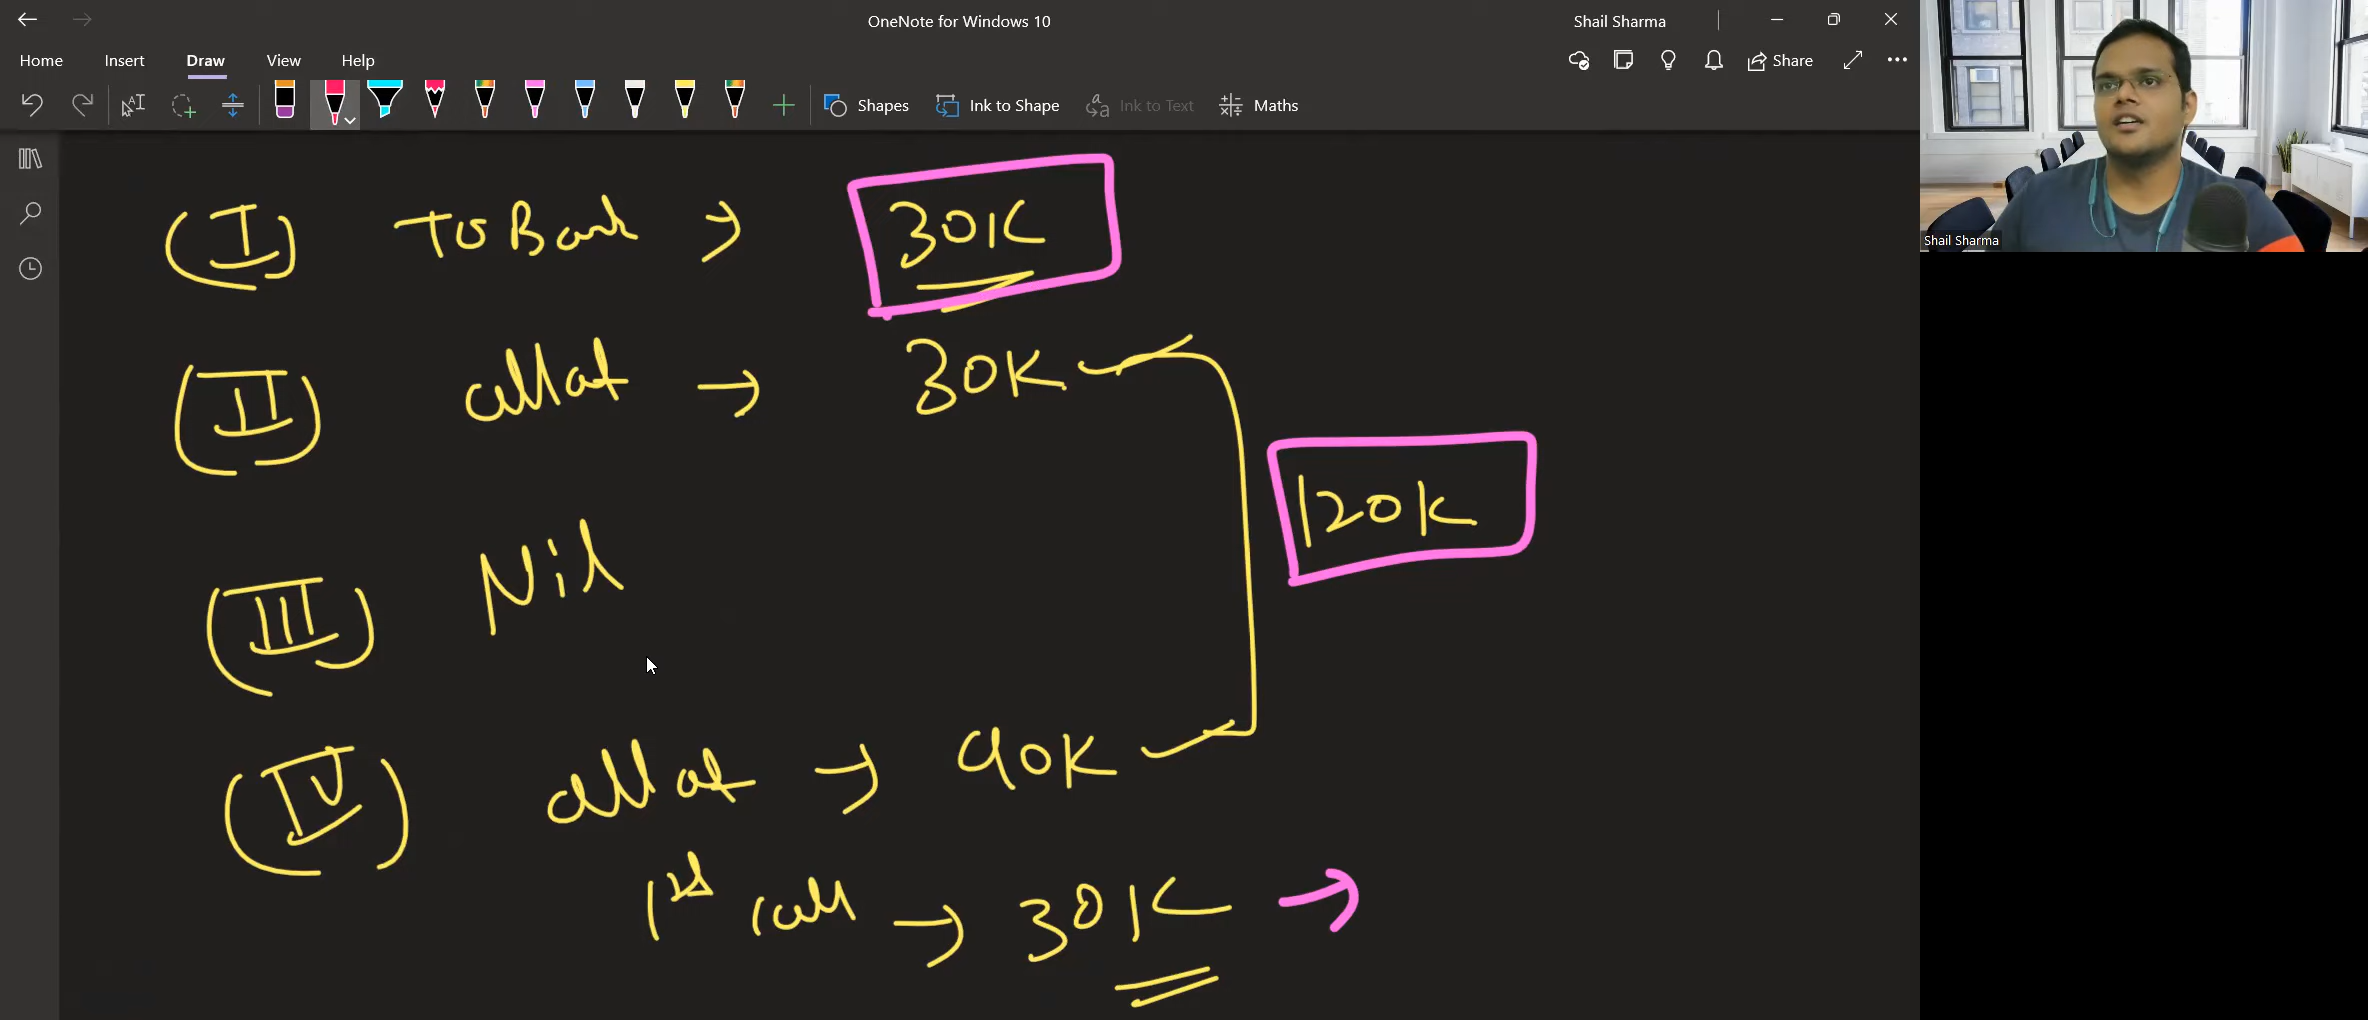 OneNote for Windows 10
Shail Sharma
Home Insert Draw View Help
Share
Shapes Ink to Shape Ink to Text Maths
Shail Sharma
(I) To Bank → 30K
(II) allot → 30K
120K
(III) Nil
(IV) allot → 90K
1st call → 30K →